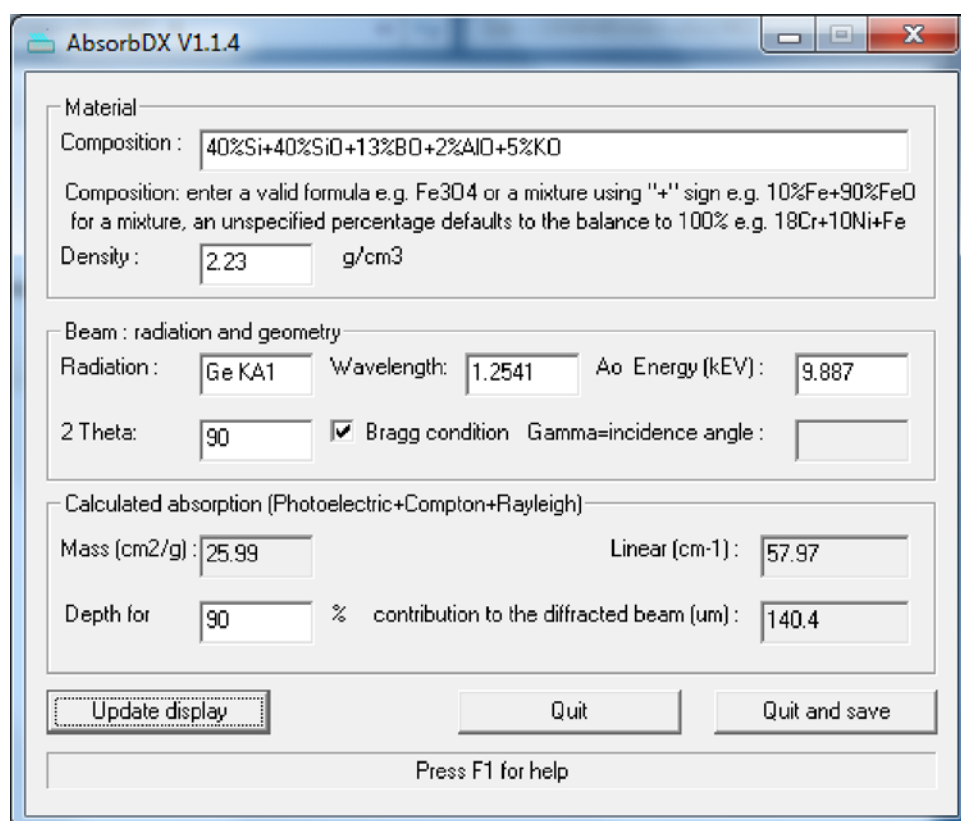 AbsorbDX V1.1.4
Material
Composition : 40%Si+40%SiO+13%BO+2%AlO+5%KO
Composition: enter a valid formula e.g. Fe3O4 or a mixture using "+" sign e.g. 10%Fe+90%FeO
for a mixture, an unspecified percentage defaults to the balance to 100% e.g. 18Cr+10Ni+Fe
Density : 2.23 g/cm3
Beam : radiation and geometry
Radiation : Ge KA1 Wavelength: 1.2541 Ao Energy (kEV) : 9.887
2 Theta: 90 Bragg condition Gamma=incidence angle :
Calculated absorption (Photoelectric+Compton+Rayleigh)
Mass (cm2/g) : 25.99 Linear (cm-1) : 57.97
Depth for 90 % contribution to the diffracted beam (um) : 140.4
Update display Quit Quit and save
Press F1 for help